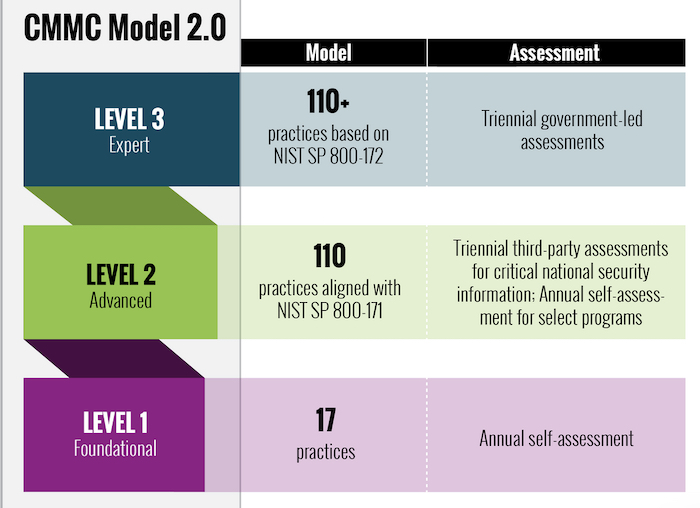 CMMC Model 2.0
Model
Assessment
LEVEL 3
Expert
110+
practices based on
NIST SP 800-172
Triennial government-led
assessments
LEVEL 2
Advanced
110
practices aligned with
NIST SP 800-171
Triennial third-party assessments
for critical national security
information; Annual self-assess-
ment for select programs
LEVEL 1
Foundational
17
practices
Annual self-assessment